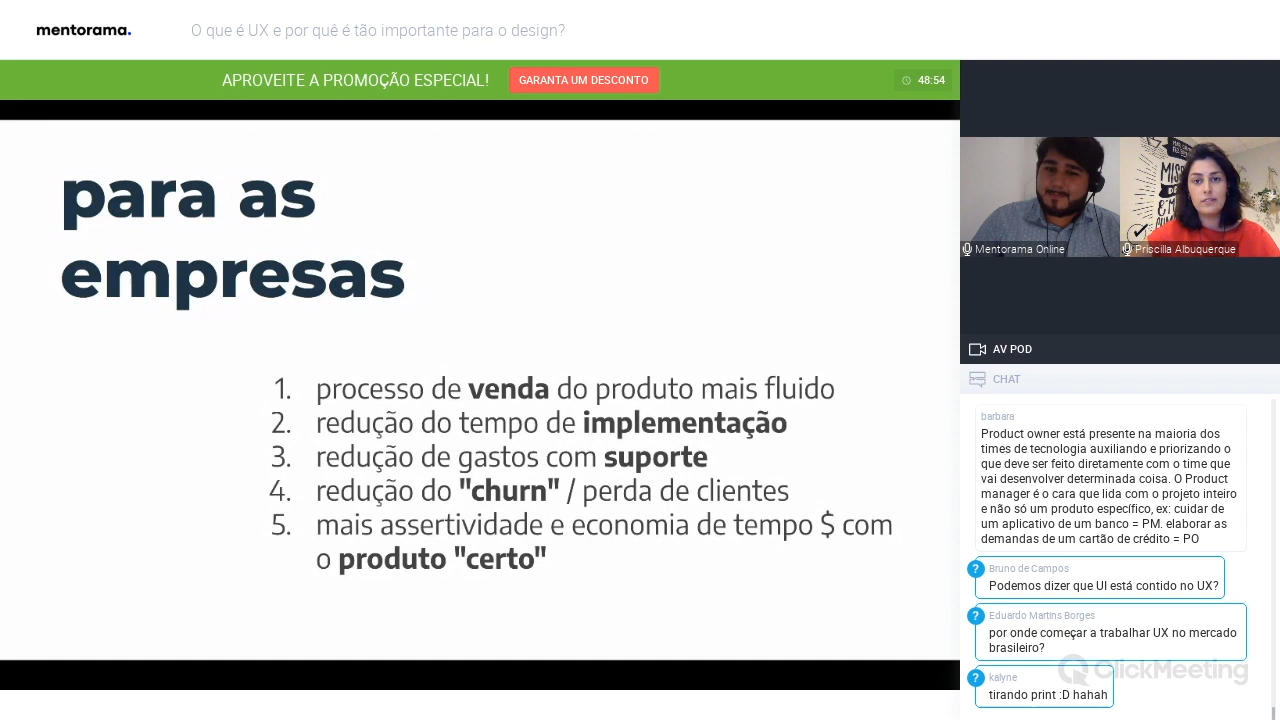 mentorama.
O que é UX e por quê é tão importante para o design?
APROVEITE A PROMOÇÃO ESPECIAL!
GARANTA UM DESCONTO
48:54
para as
empresas
1. processo de venda do produto mais fluido
2. redução do tempo de implementação
3. redução de gastos com suporte
4. redução do "churn" / perda de clientes
5. mais assertividade e economia de tempo $ com
o produto "certo"
Mentorama Online
Priscilla Albuquerque
AV POD
CHAT
barbara
Product owner está presente na maioria dos
times de tecnologia auxiliando e priorizando o
que deve ser feito diretamente com o time que
vai desenvolver determinada coisa. O Product
manager é o cara que lida com o projeto inteiro
e não só um produto específico, ex: cuidar de
um aplicativo de um banco = PM. elaborar as
demandas de um cartão de crédito = PO
?
Bruno de Campos
Podemos dizer que UI está contido no UX?
?
Eduardo Martins Borges
por onde começar a trabalhar UX no mercado
brasileiro?
ClickMeeting
?
kalyne
tirando print :D hahah